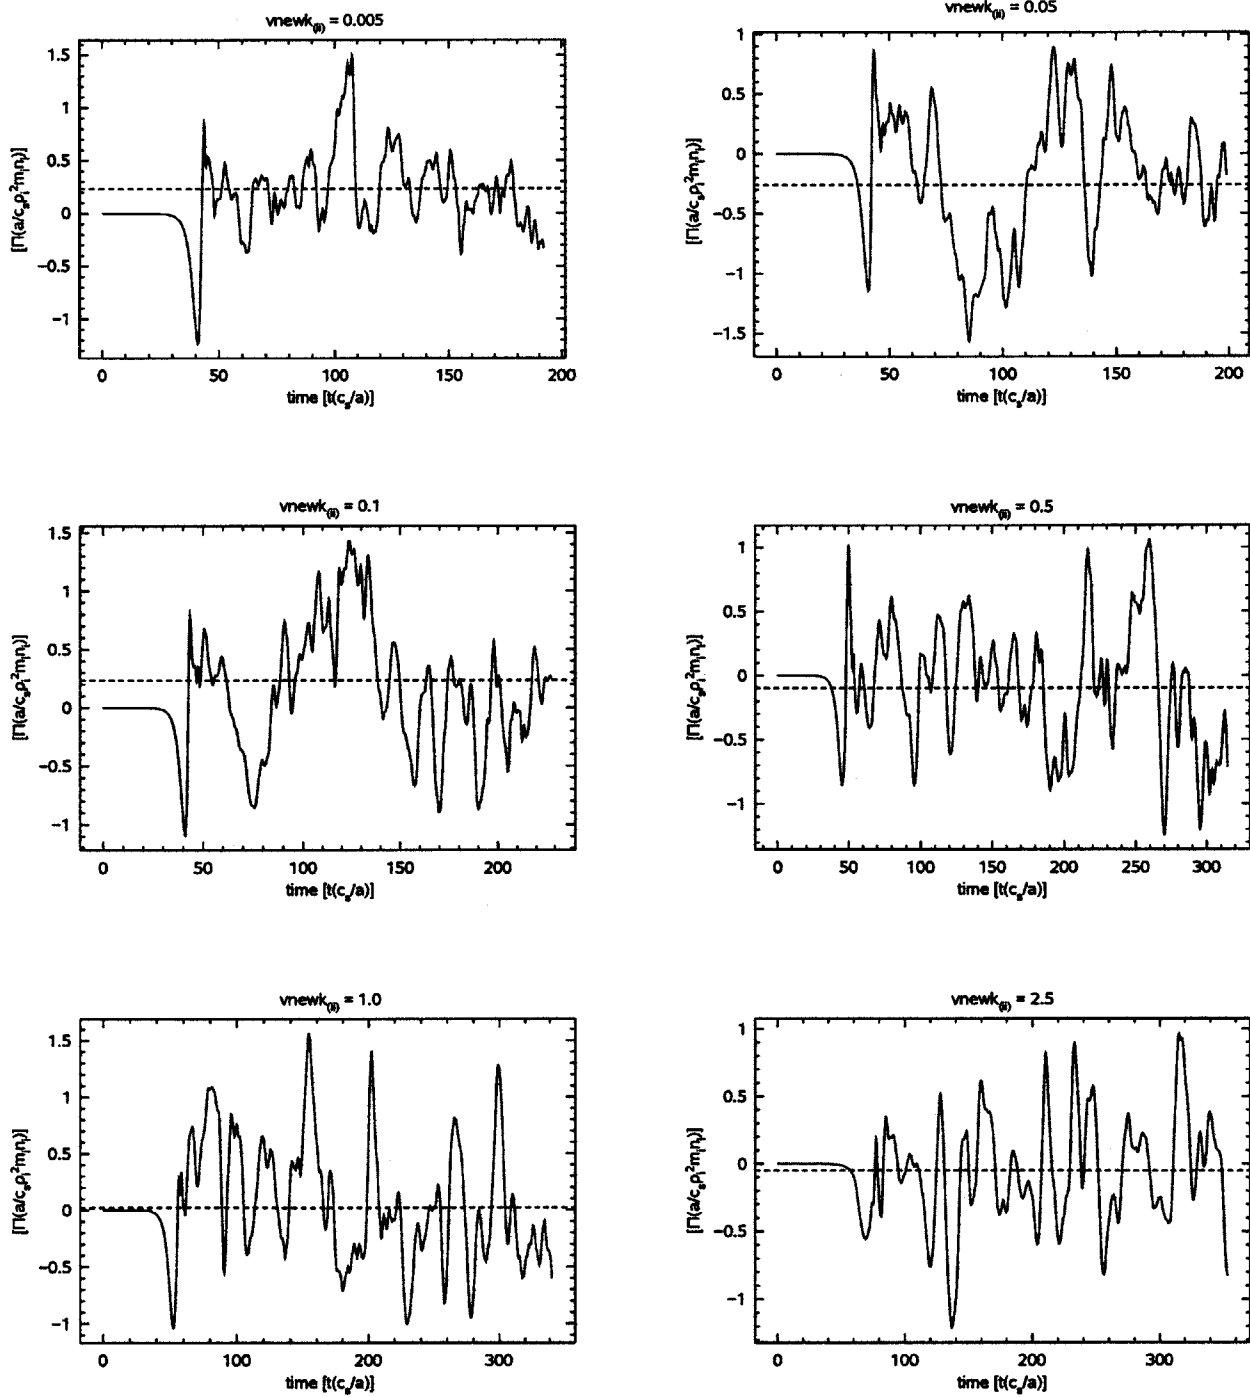 vnewk(ii) = 0.005
[Π(a/cₛρᵢ²mᵢnᵢ)]
1.5
1
0.5
0
−0.5
−1
0 50 100 150 200
time [t(cₛ/a)]
vnewk(ii) = 0.05
[Π(a/cₛρᵢ²mᵢnᵢ)]
1
0.5
0
−0.5
−1
−1.5
0 50 100 150 200
time [t(cₛ/a)]
vnewk(ii) = 0.1
[Π(a/cₛρᵢ²mᵢnᵢ)]
1.5
1
0.5
0
−0.5
−1
0 50 100 150 200
time [t(cₛ/a)]
vnewk(ii) = 0.5
[Π(a/cₛρᵢ²mᵢnᵢ)]
1
0.5
0
−0.5
−1
0 50 100 150 200 250 300
time [t(cₛ/a)]
vnewk(ii) = 1.0
[Π(a/cₛρᵢ²mᵢnᵢ)]
1.5
1
0.5
0
−0.5
−1
0 100 200 300
time [t(cₛ/a)]
vnewk(ii) = 2.5
[Π(a/cₛρᵢ²mᵢnᵢ)]
1
0.5
0
−0.5
−1
0 100 200 300
time [t(cₛ/a)]